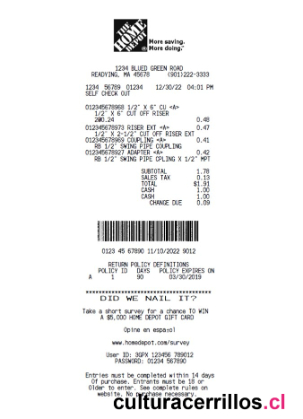 THE
HOME
DEPOT
More saving.
More doing.™
1234 BLUED GREEN ROAD
READYING, MA 45678 (901)222-3333
1234 56789 01234 12/30/22 04:01 PM
SELF CHECK OUT
012345678968 1/2" X 6" CU <A>
1/2" X 6" CUT OFF RISER
2@0.24 0.48
012345678973 RISER EXT <A> 0.47
1/2" X 2-1/2" CUT OFF RISER EXT
012345678969 COUPLING <A> 0.41
RB 1/2" SWING PIPE COUPLING
012345678927 ADAPTER <A> 0.42
RB 1/2" SWING PIPE CPLING X 1/2" MPT
SUBTOTAL 1.78
SALES TAX 0.13
TOTAL $1.91
CASH 1.00
CASH 1.00
CHANGE DUE 0.09
0123 45 67890 11/10/2022 9012
RETURN POLICY DEFINITIONS
POLICY ID DAYS POLICY EXPIRES ON
A 1 90 03/30/2019
DID WE NAIL IT?
Take a short survey for a chance TO WIN
A $5,000 HOME DEPOT GIFT CARD
Opine en español
www.homedepot.com/survey
User ID: 3GPX 123456 789012
PASSWORD: 01234 567890
Entries must be completed within 14 days
Of purchase. Entrants must be 18 or
Older to enter. See complete rules on
website. No purchase necessary.
culturacerrillos.cl